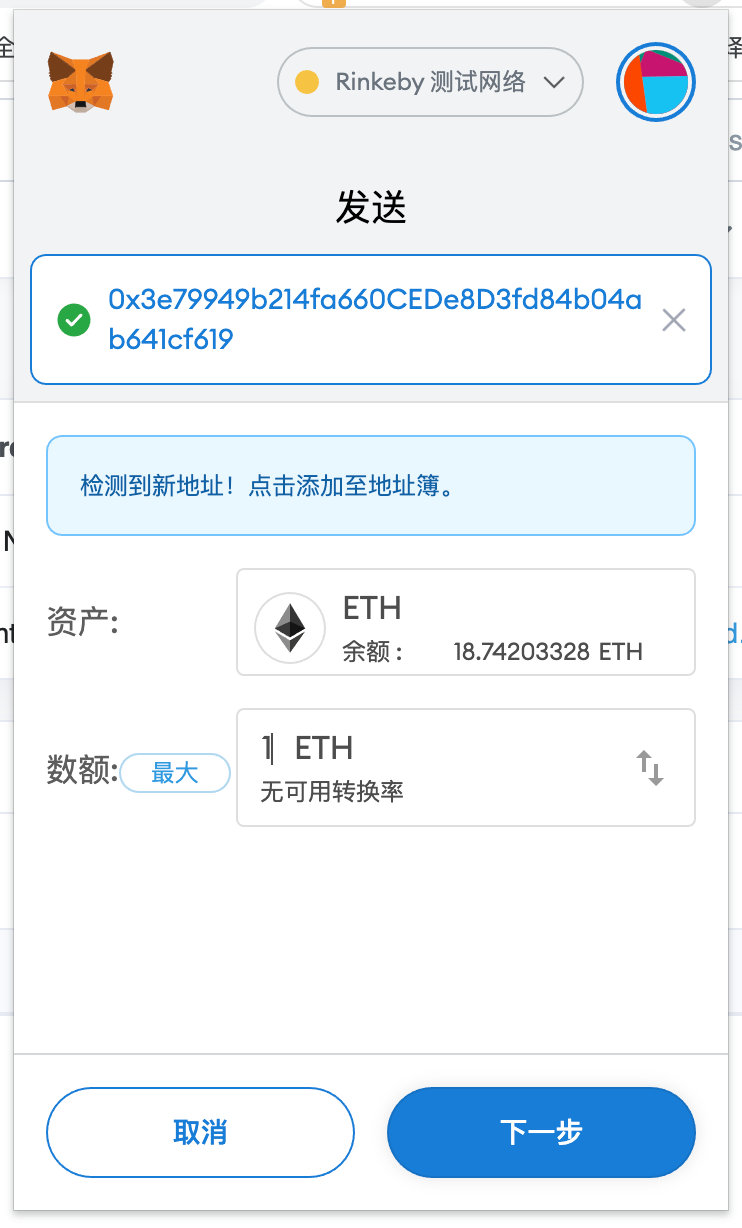 Rinkeby 测试网络
发送
0x3e79949b214fa660CEDe8D3fd84b04a
b641cf619
检测到新地址！点击添加至地址簿。
资产:
ETH
余额：
18.74203328 ETH
数额:
最大
1 ETH
无可用转换率
取消
下一步